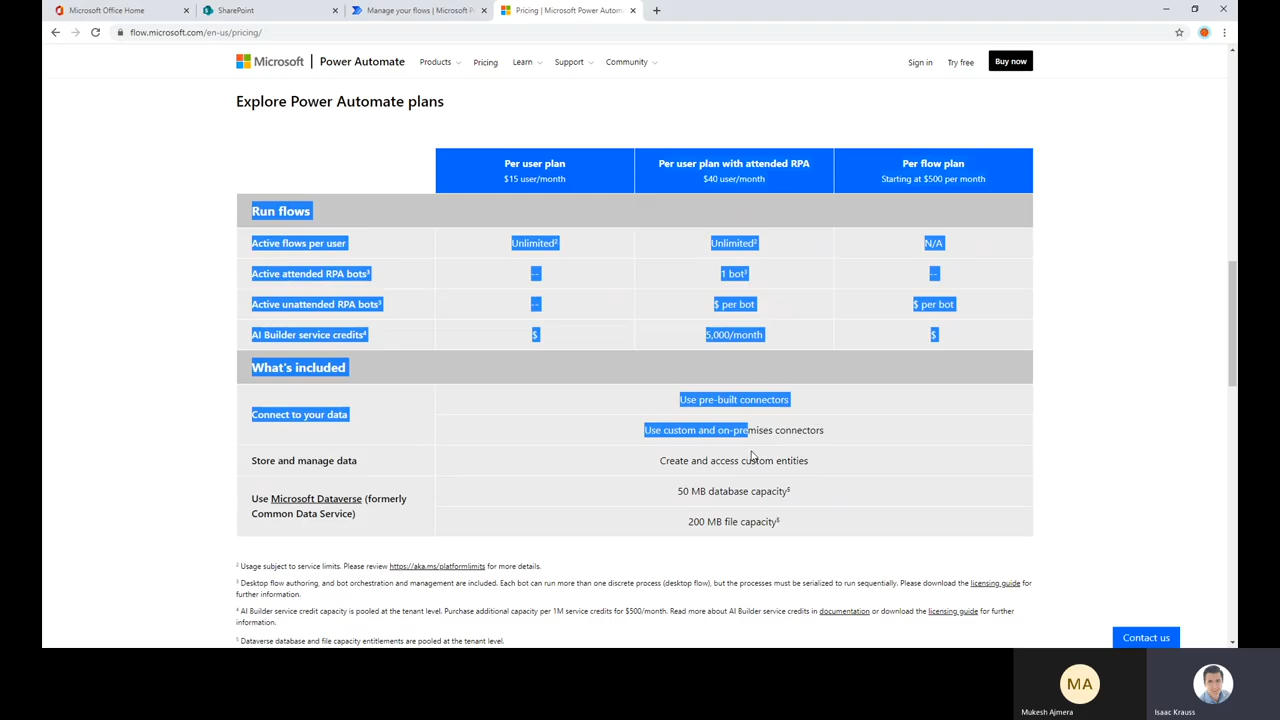 Microsoft Office Home
SharePoint
Manage your flows | Microsoft P
Pricing | Microsoft Power Automa
flow.microsoft.com/en-us/pricing/
Microsoft | Power Automate
Products
Pricing
Learn
Support
Community
Sign in
Try free
Buy now
Explore Power Automate plans
Per user plan
$15 user/month
Per user plan with attended RPA
$40 user/month
Per flow plan
Starting at $500 per month
Run flows
Active flows per user Unlimited² Unlimited² N/A
Active attended RPA bots³ -- 1 bot³ --
Active unattended RPA bots³ -- $ per bot $ per bot
AI Builder service credits⁴ $ 5,000/month $
What's included
Connect to your data
Use pre-built connectors
Use custom and on-premises connectors
Store and manage data
Create and access custom entities
Use Microsoft Dataverse (formerly
Common Data Service)
50 MB database capacity⁵
200 MB file capacity⁵
² Usage subject to service limits. Please review https://aka.ms/platformlimits for more details.
³ Desktop flow authoring, and bot orchestration and management are included. Each bot can run more than one discrete process (desktop flow), but the processes must be serialized to run sequentially. Please download the licensing guide for
further information.
⁴ AI Builder service credit capacity is pooled at the tenant level. Purchase additional capacity per 1M service credits for $500/month. Read more about AI Builder service credits in documentation or download the licensing guide for further
information.
⁵ Dataverse database and file capacity entitlements are pooled at the tenant level.
Contact us
MA
Mukesh Ajmera
Isaac Krauss